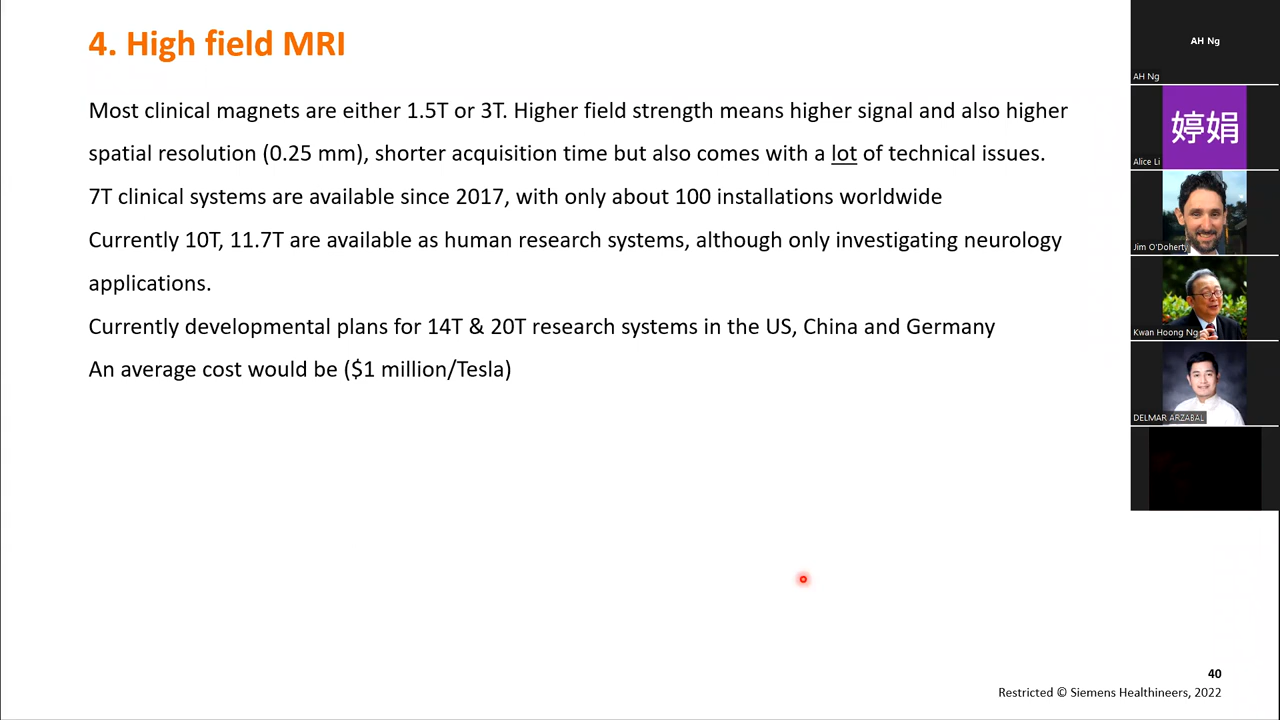 4. High field MRI
Most clinical magnets are either 1.5T or 3T. Higher field strength means higher signal and also higher
spatial resolution (0.25 mm), shorter acquisition time but also comes with a lot of technical issues.
7T clinical systems are available since 2017, with only about 100 installations worldwide
Currently 10T, 11.7T are available as human research systems, although only investigating neurology
applications.
Currently developmental plans for 14T & 20T research systems in the US, China and Germany
An average cost would be ($1 million/Tesla)
40
Restricted © Siemens Healthineers, 2022
AH Ng
AH Ng
婷娟
Alice Li
Jim O'Doherty
Kwan Hoong Ng
DELMAR ARZABAL